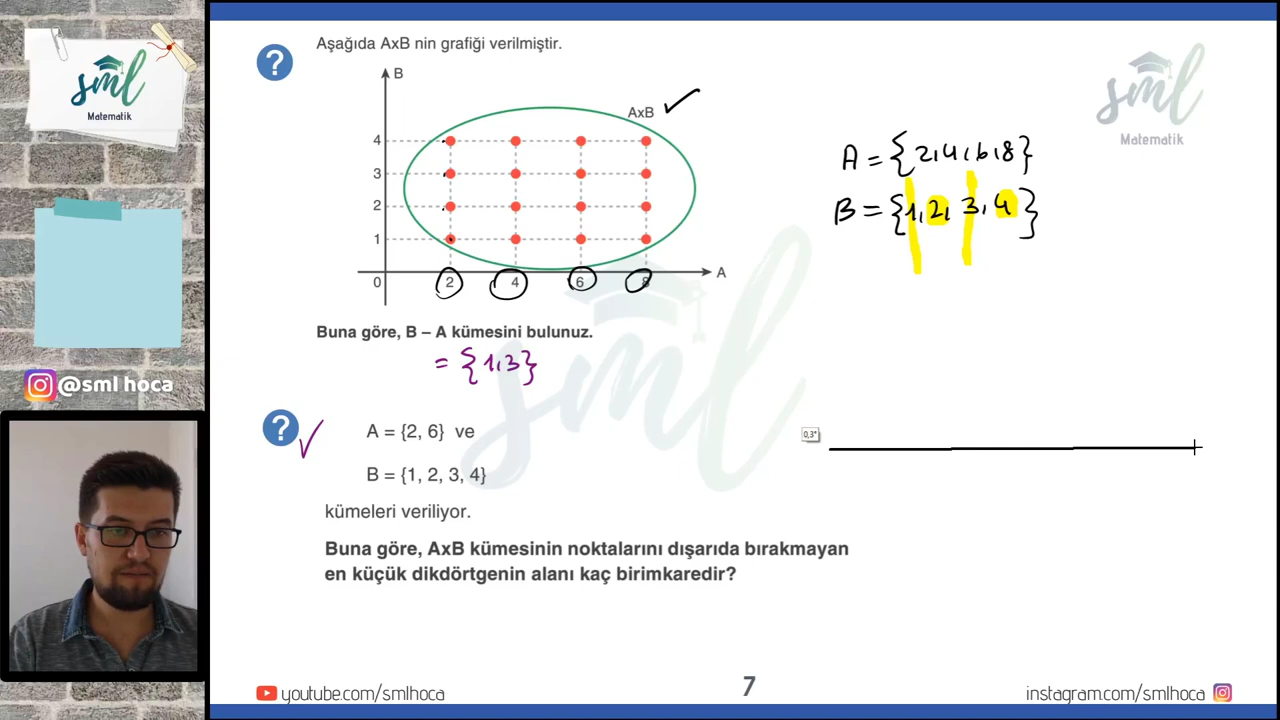 sml
Matematik
@sml hoca
?
Aşağıda AxB nin grafiği verilmiştir.
B
AxB
4
3
2
1
0
2
4
6
8
A
Buna göre, B – A kümesini bulunuz.
= {1,3}
A = {2,4,6,8}
B = {1,2,3,4}
sml
Matematik
sml
?
A = {2, 6} ve
B = {1, 2, 3, 4}
kümeleri veriliyor.
Buna göre, AxB kümesinin noktalarını dışarıda bırakmayan
en küçük dikdörtgenin alanı kaç birimkaredir?
0,3°
youtube.com/smlhoca
7
instagram.com/smlhoca